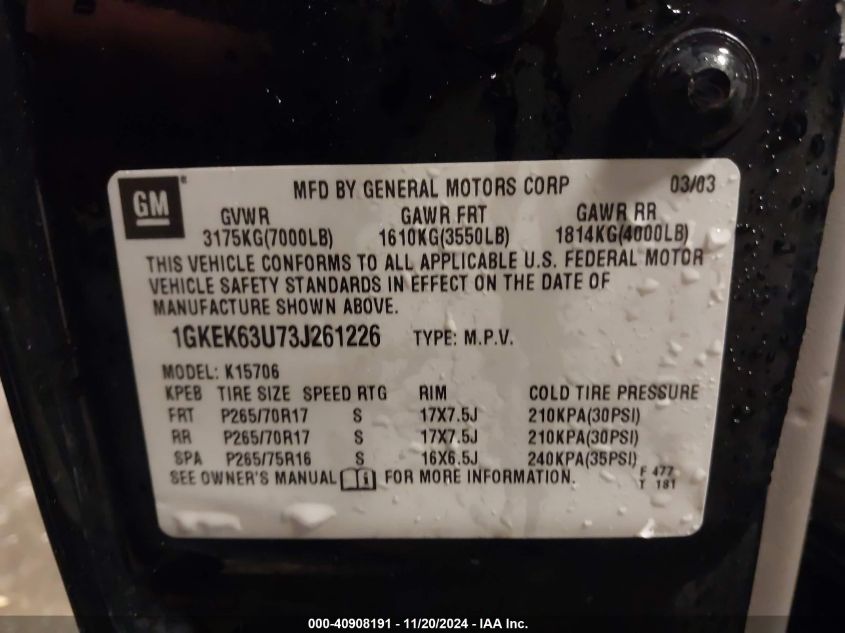 GM
MFD BY GENERAL MOTORS CORP 03/03
GVWR GAWR FRT GAWR RR
3175KG(7000LB) 1610KG(3550LB) 1814KG(4000LB)
THIS VEHICLE CONFORMS TO ALL APPLICABLE U.S. FEDERAL MOTOR
VEHICLE SAFETY STANDARDS IN EFFECT ON THE DATE OF
MANUFACTURE SHOWN ABOVE.
1GKEK63U73J261226 TYPE: M.P.V.
MODEL: K15706
KPEB TIRE SIZE SPEED RTG RIM COLD TIRE PRESSURE
FRT P265/70R17 S 17X7.5J 210KPA(30PSI)
RR P265/70R17 S 17X7.5J 210KPA(30PSI)
SPA P265/75R16 S 16X6.5J 240KPA(35PSI)
SEE OWNER'S MANUAL FOR MORE INFORMATION.
F 477
T 181
000-40908191 - 11/20/2024 - IAA Inc.